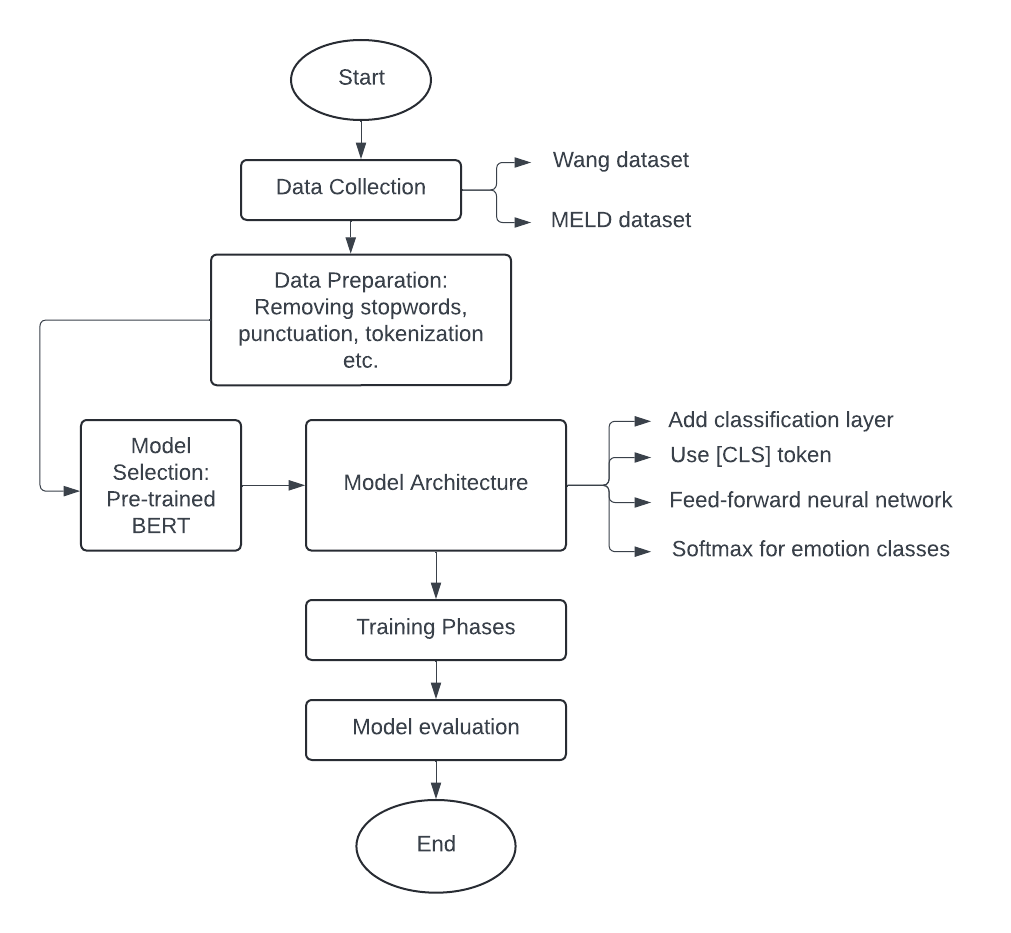 Start
Data Collection
Wang dataset
MELD dataset
Data Preparation:
Removing stopwords,
punctuation, tokenization
etc.
Model
Selection:
Pre-trained
BERT
Model Architecture
Add classification layer
Use [CLS] token
Feed-forward neural network
Softmax for emotion classes
Training Phases
Model evaluation
End